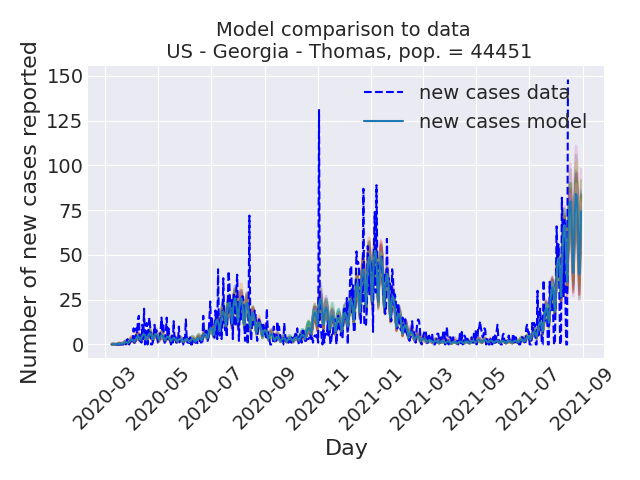 Model comparison to data
US - Georgia - Thomas, pop. = 44451
Number of new cases reported
150
125
100
75
50
25
0
new cases data
new cases model
2020-03
2020-05
2020-07
2020-09
2020-11
2021-01
2021-03
2021-05
2021-07
2021-09
Day